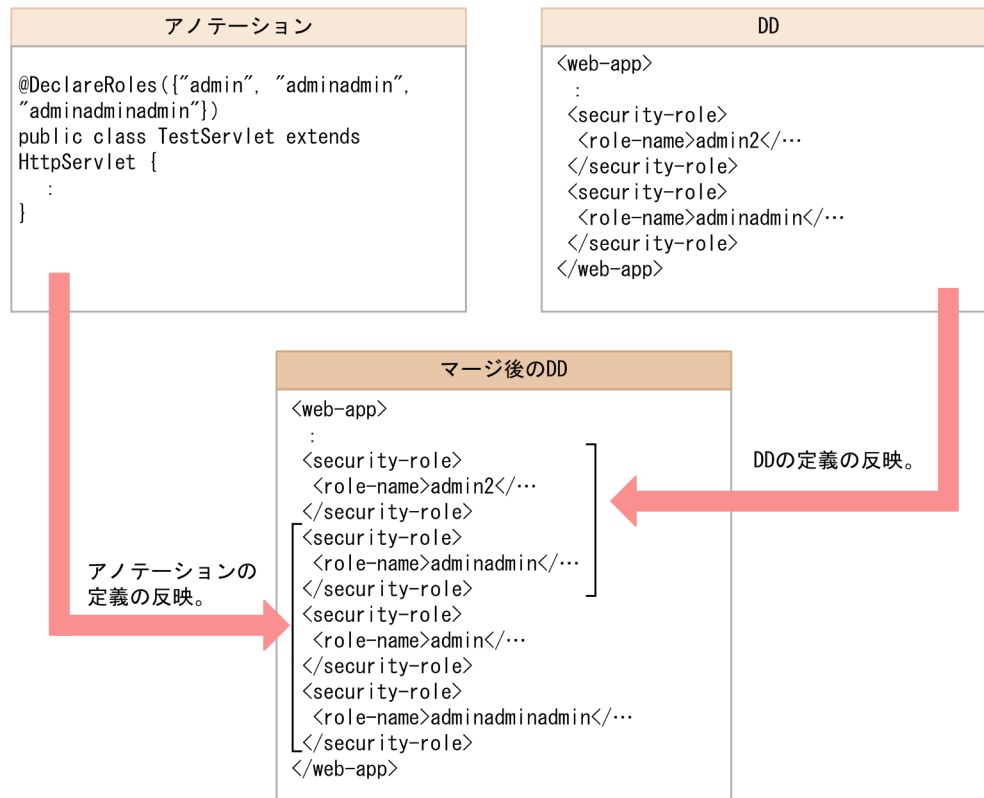 アノテーション
@DeclareRoles({"admin", "adminadmin",
"adminadminadmin"})
public class TestServlet extends
HttpServlet {
:
}
DD
<web-app>
:
<security-role>
<role-name>admin2</…
</security-role>
<security-role>
<role-name>adminadmin</…
</security-role>
</web-app>
マージ後のDD
<web-app>
:
<security-role>
<role-name>admin2</…
</security-role>
<security-role>
<role-name>adminadmin</…
</security-role>
<security-role>
<role-name>admin</…
</security-role>
<security-role>
<role-name>adminadminadmin</…
</security-role>
</web-app>
DDの定義の反映。
アノテーションの
定義の反映。